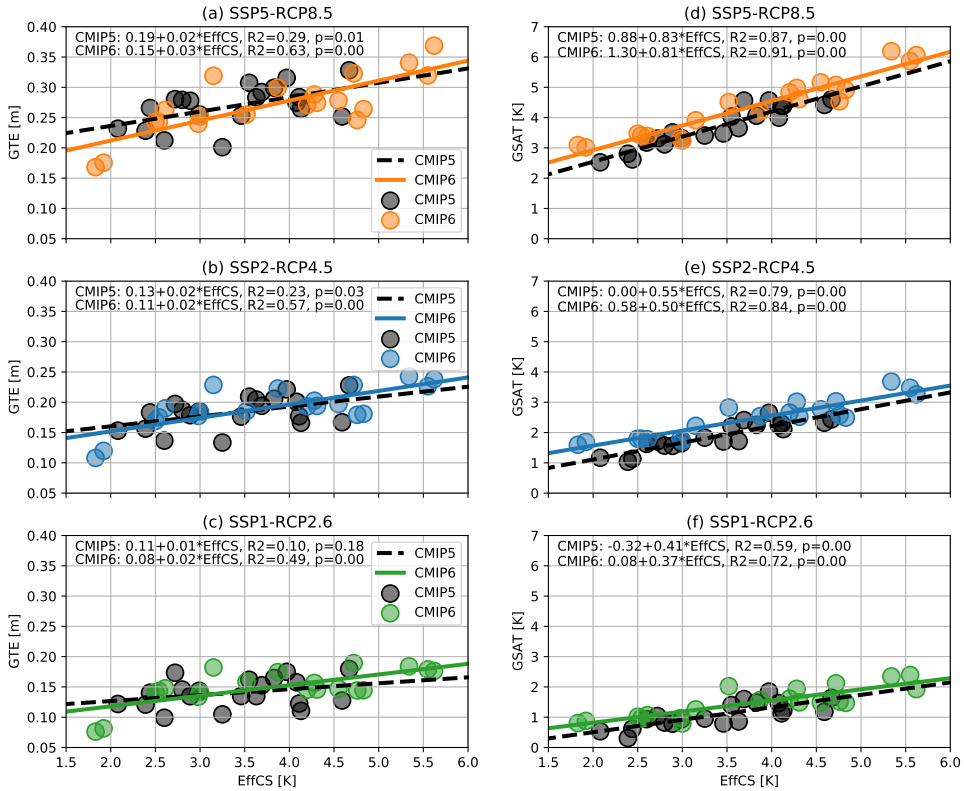 (a) SSP5-RCP8.5
CMIP5: 0.19+0.02*EffCS, R2=0.29, p=0.01
CMIP6: 0.15+0.03*EffCS, R2=0.63, p=0.00
GTE [m]
0.40
0.35
0.30
0.25
0.20
0.15
0.10
0.05
CMIP5
CMIP6
CMIP5
CMIP6
(d) SSP5-RCP8.5
CMIP5: 0.88+0.83*EffCS, R2=0.87, p=0.00
CMIP6: 1.30+0.81*EffCS, R2=0.91, p=0.00
GSAT [K]
7
6
5
4
3
2
1
0
(b) SSP2-RCP4.5
CMIP5: 0.13+0.02*EffCS, R2=0.23, p=0.03
CMIP6: 0.11+0.02*EffCS, R2=0.57, p=0.00
GTE [m]
0.40
0.35
0.30
0.25
0.20
0.15
0.10
0.05
CMIP5
CMIP6
CMIP5
CMIP6
(e) SSP2-RCP4.5
CMIP5: 0.00+0.55*EffCS, R2=0.79, p=0.00
CMIP6: 0.58+0.50*EffCS, R2=0.84, p=0.00
GSAT [K]
7
6
5
4
3
2
1
0
(c) SSP1-RCP2.6
CMIP5: 0.11+0.01*EffCS, R2=0.10, p=0.18
CMIP6: 0.08+0.02*EffCS, R2=0.49, p=0.00
GTE [m]
0.40
0.35
0.30
0.25
0.20
0.15
0.10
0.05
CMIP5
CMIP6
CMIP5
CMIP6
1.5 2.0 2.5 3.0 3.5 4.0 4.5 5.0 5.5 6.0
EffCS [K]
(f) SSP1-RCP2.6
CMIP5: -0.32+0.41*EffCS, R2=0.59, p=0.00
CMIP6: 0.08+0.37*EffCS, R2=0.72, p=0.00
GSAT [K]
7
6
5
4
3
2
1
0
1.5 2.0 2.5 3.0 3.5 4.0 4.5 5.0 5.5 6.0
EffCS [K]